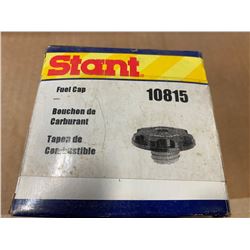 Stant
Fuel Cap
10815
Bouchon de
Carburant
Tapon de
Combustible